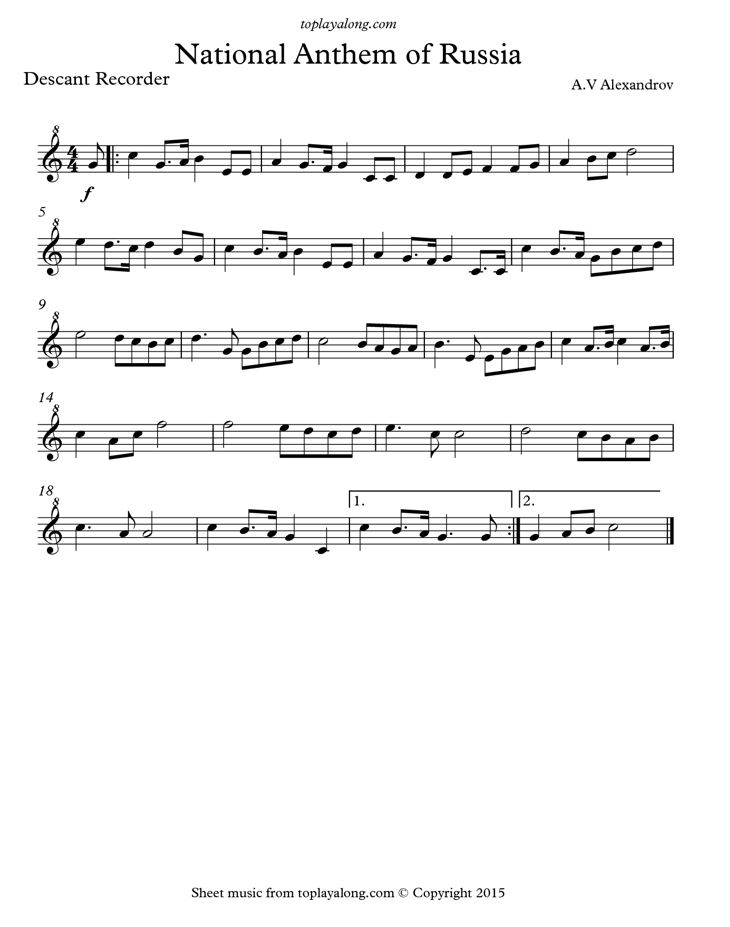 toplayalong.com
National Anthem of Russia
Descant Recorder
A.V Alexandrov
8
4
4
f
5
8
9
8
14
8
18
8
1.
2.
Sheet music from toplayalong.com © Copyright 2015